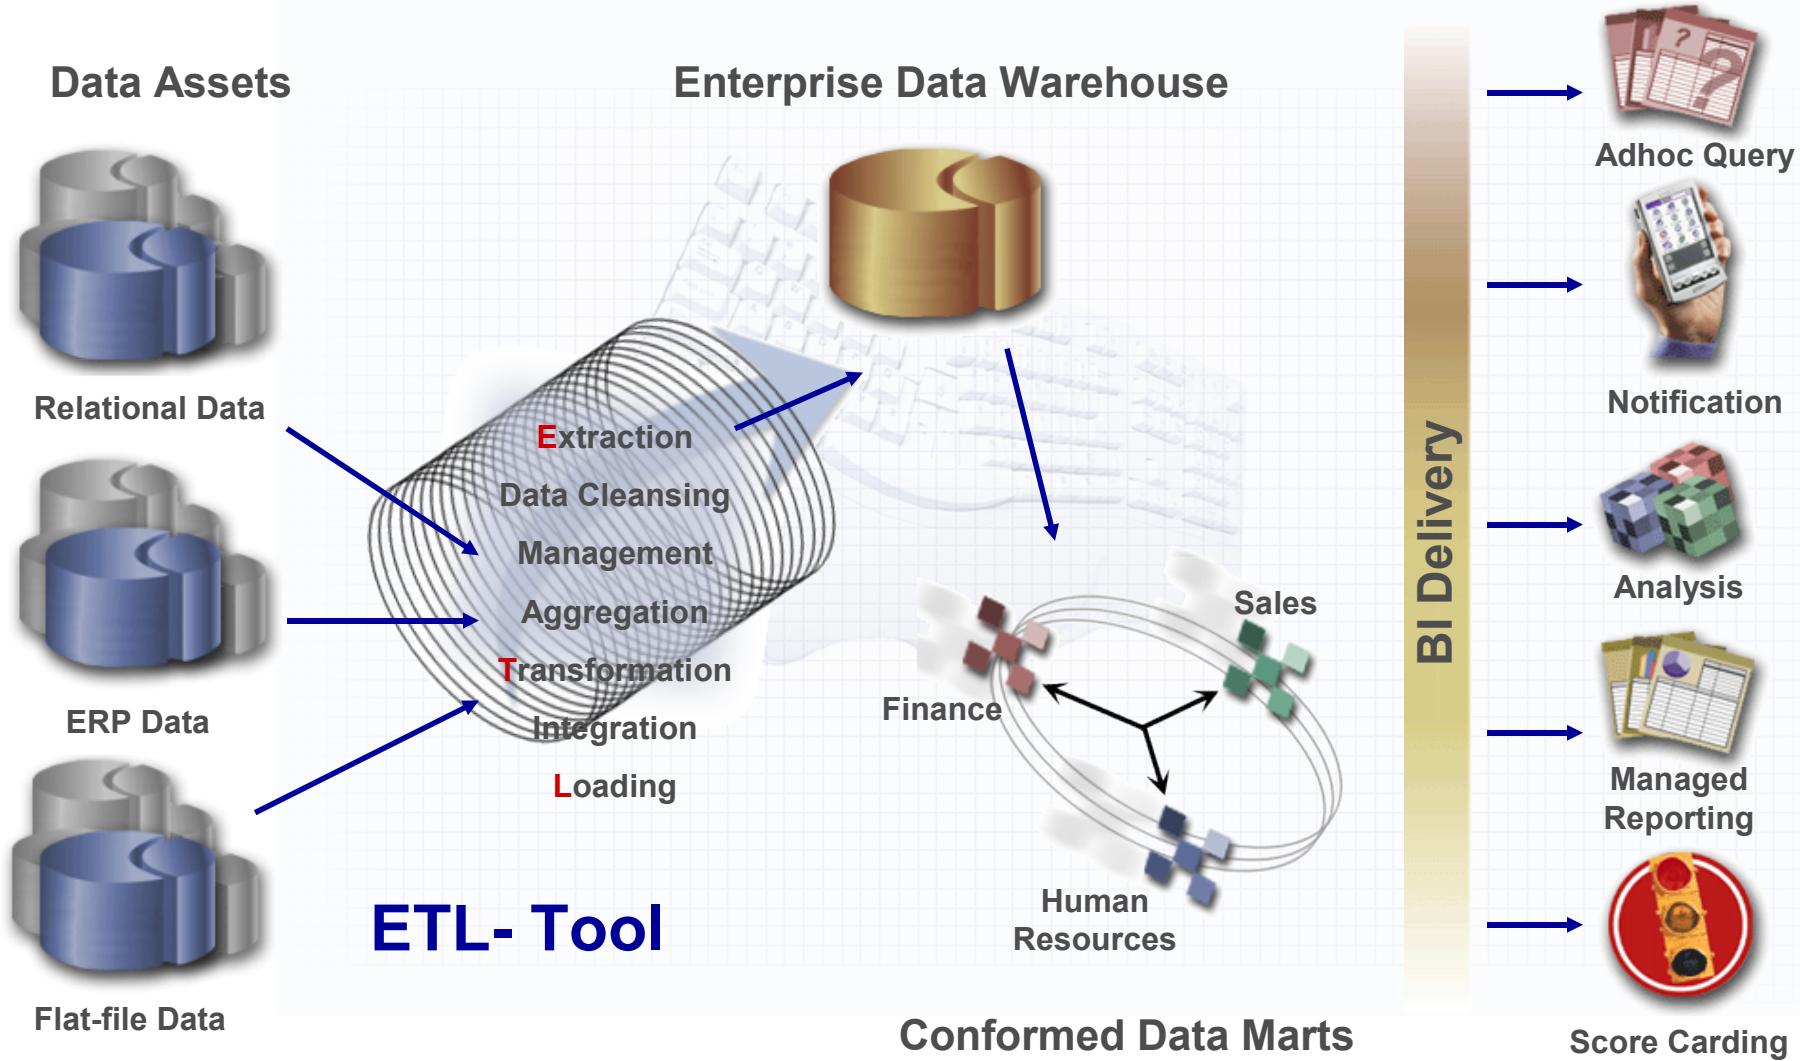 Data Assets
Relational Data
ERP Data
Flat-file Data
Extraction
Data Cleansing
Management
Aggregation
Transformation
Integration
Loading
ETL- Tool
Enterprise Data Warehouse
Sales
Finance
Human
Resources
Conformed Data Marts
BI Delivery
Adhoc Query
Notification
Analysis
Managed
Reporting
Score Carding